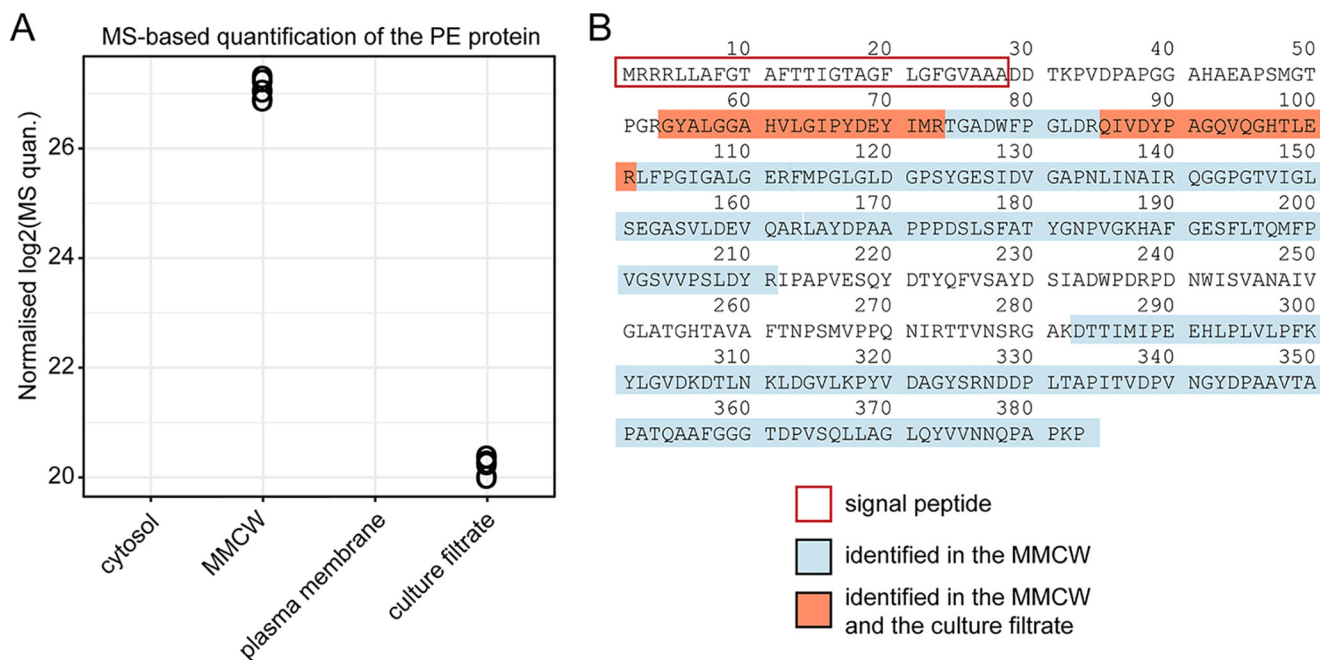 A
MS-based quantification of the PE protein
Normalised log2(MS quan.)
26
24
22
20
cytosol
MMCW
plasma membrane
culture filtrate
B
10 20 30 40 50
MRRRLLAFGT AFTTIGTAGF LGFGVAAADD TKPVDPAPGG AHAEAPSMGT
60 70 80 90 100
PGRGYALGGA HVLGIPYDEY IMRTGADWFP GLDRQIVDYP AGQVQGHTLE
110 120 130 140 150
RLFPGIGALG ERFMPGLGLD GPSYGESIDV GAPNLINAIR QGGPGTVIGL
160 170 180 190 200
SEGASVLDEV QARLAYDPAA PPPDSLSFAT YGNPVGKHAF GESFLTQMFP
210 220 230 240 250
VGSVVPSLDY RIPAPVESQY DTYQFVSAYD SIADWPDRPD NWISVANAIV
260 270 280 290 300
GLATGHTAVA FTNPSMVPPQ NIRTTVNSRG AKDTTIMIPE EHLPLVLPFK
310 320 330 340 350
YLGVDKDTLN KLDGVLKPYV DAGYSRNDDP LTAPITVDPV NGYDPAAVTA
360 370 380
PATQAAFGGG TDPVSQLLAG LQYVVNNQPA PKP
signal peptide
identified in the MMCW
identified in the MMCW
and the culture filtrate